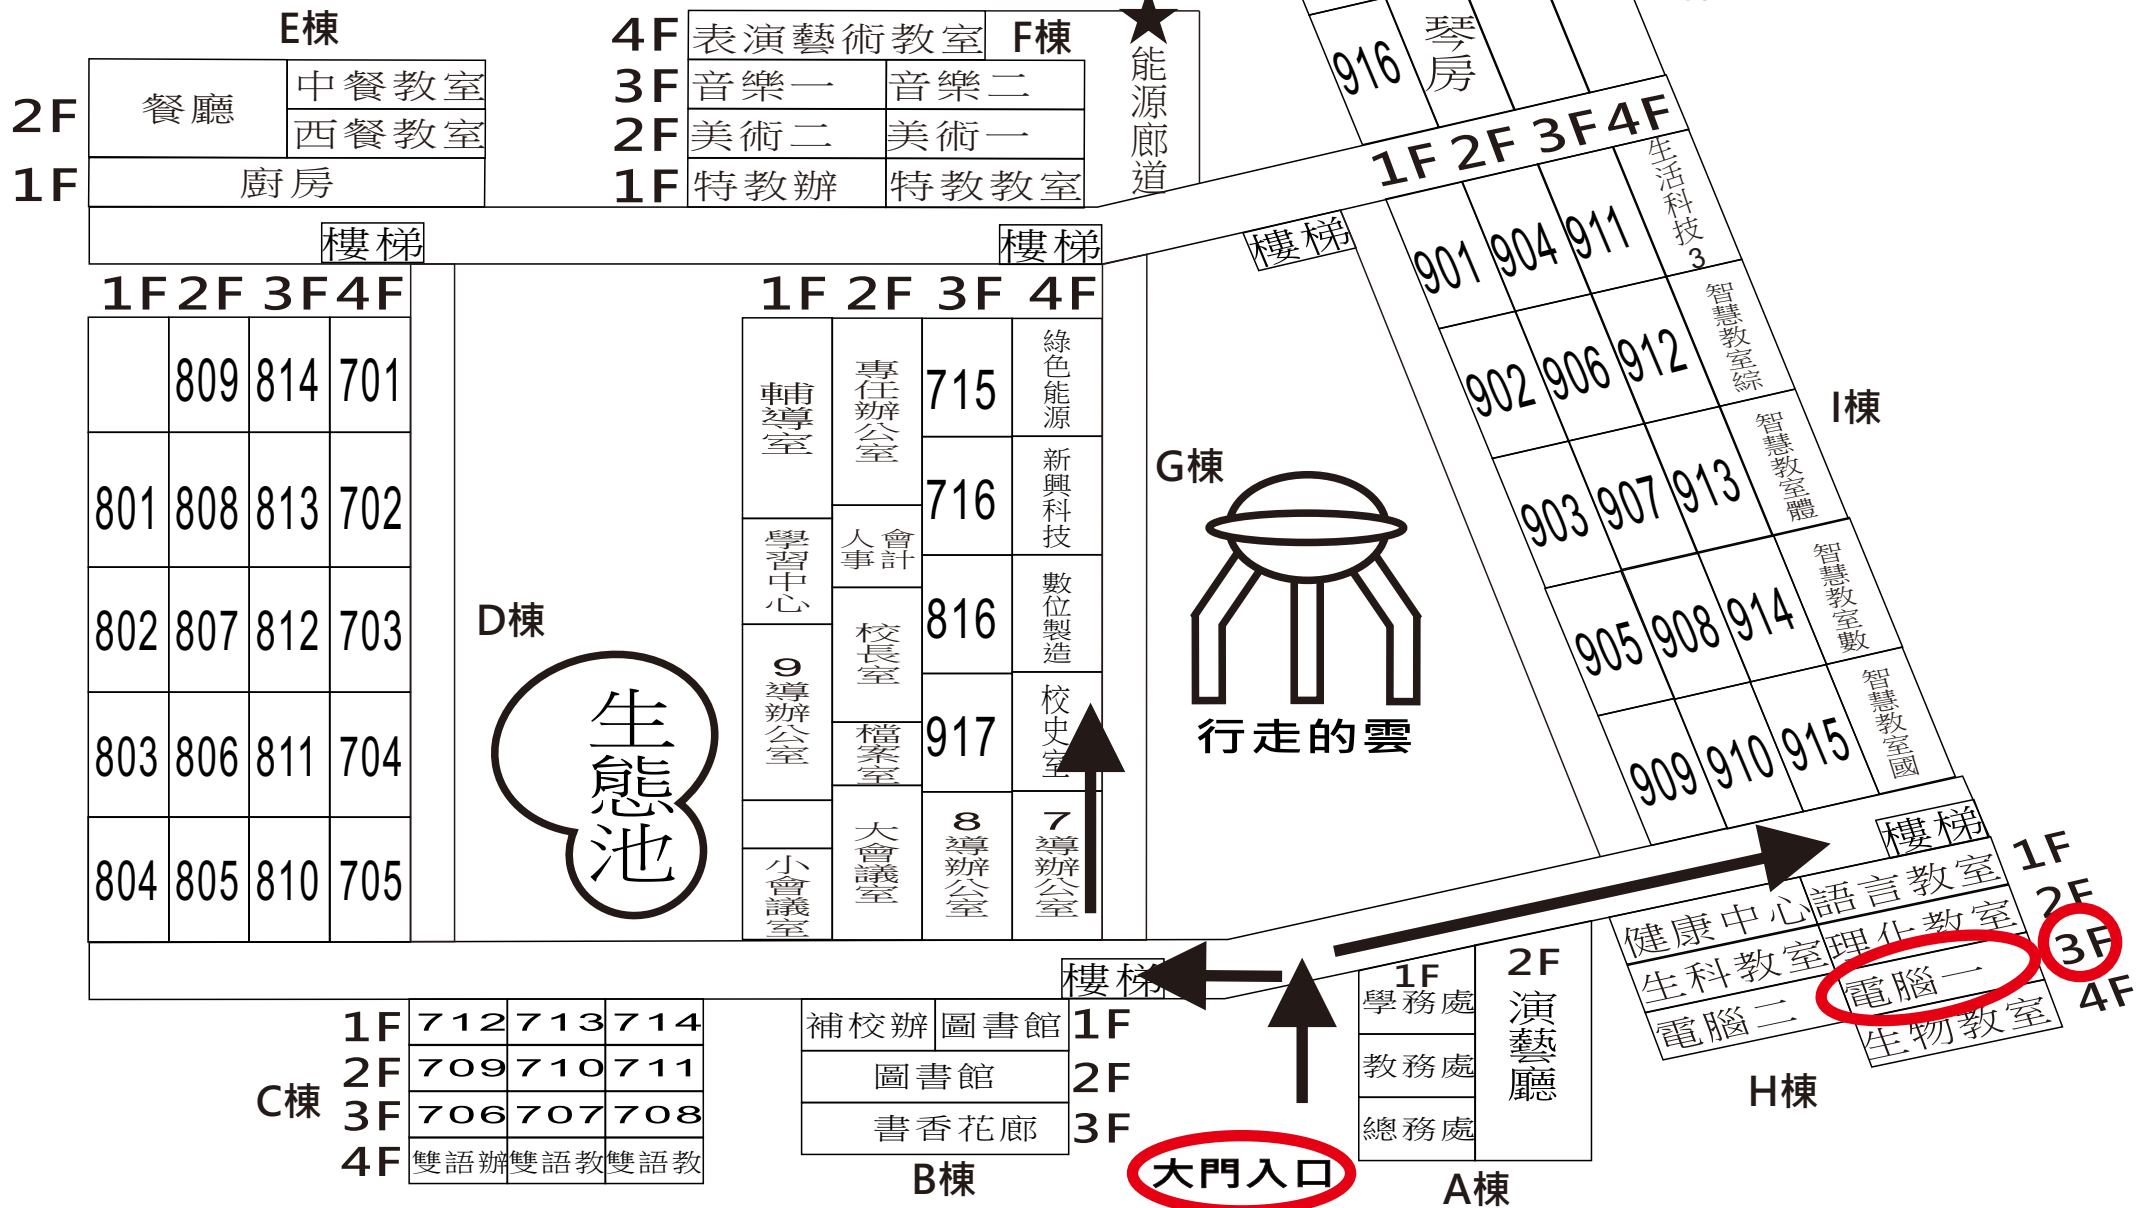 E棟
2F
餐廳
中餐教室
西餐教室
1F
廚房
4F
表演藝術教室
F棟
3F
音樂一
音樂二
2F
美術二
美術一
1F
特教辦
特教教室
能源廊道
916
琴房
樓梯
樓梯
樓梯
1F 2F 3F 4F
809 814 701
801 808 813 702
802 807 812 703
803 806 811 704
804 805 810 705
D棟
生態池
1F 2F 3F 4F
輔導室
學習中心
9導辦公室
小會議室
專任辦公室
人事
會計
校長室
檔案室
大會議室
715
716
816
917
8導辦公室
綠色能源
新興科技
數位製造
校史室
7導辦公室
G棟
行走的雲
1F 2F 3F 4F
901 904 911 生活科技3
902 906 912 智慧教室綜
903 907 913 智慧教室體
905 908 914 智慧教室數
909 910 915 智慧教室國
I棟
樓梯
健康中心 語言教室 1F
生科教室 理化教室 2F
電腦二 電腦一 3F
生物教室 4F
H棟
樓梯
1F 712 713 714
2F 709 710 711
3F 706 707 708
4F 雙語辦 雙語教 雙語教
C棟
補校辦 圖書館 1F
圖書館 2F
書香花廊 3F
B棟
大門入口
1F
學務處
教務處
總務處
2F
演藝廳
A棟